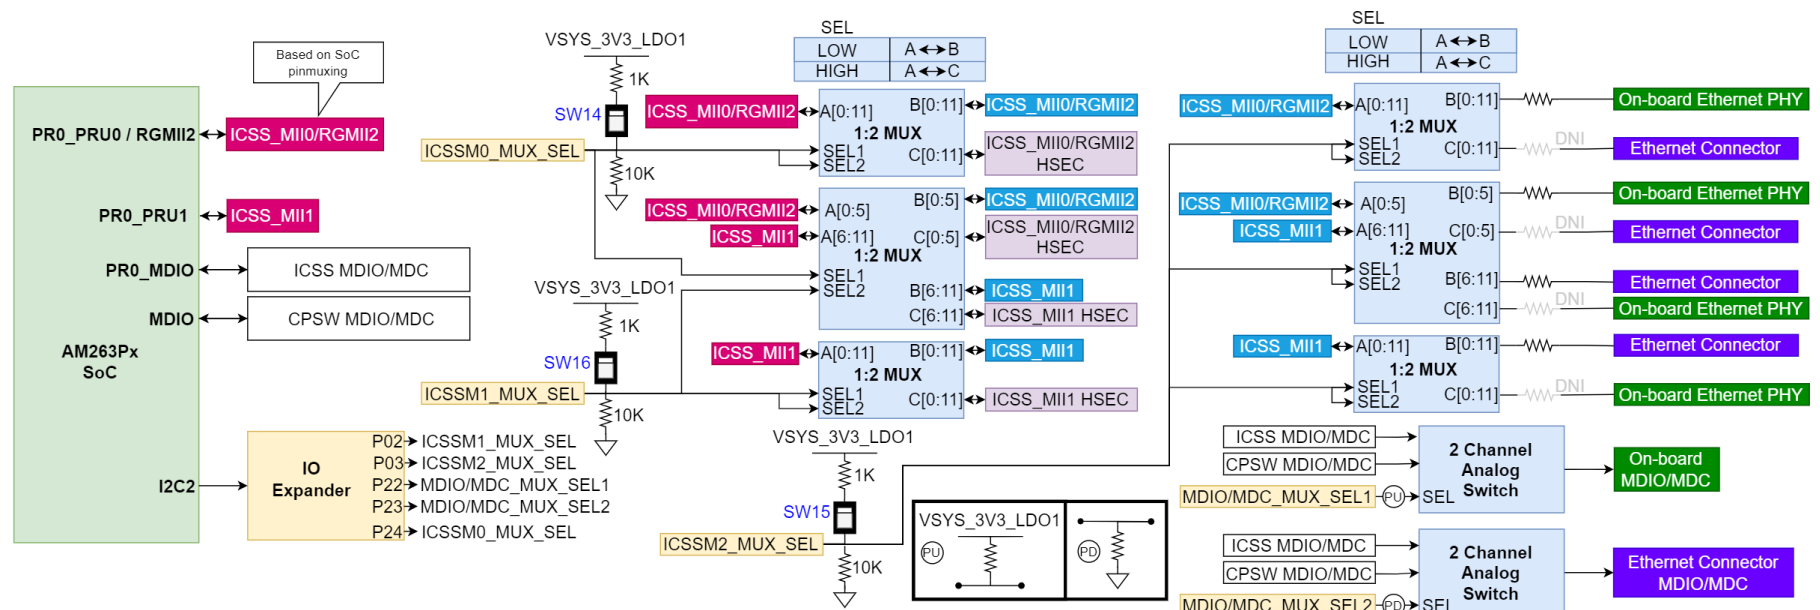 Based on SoC
pinmuxing
PR0_PRU0 / RGMII2
ICSS_MII0/RGMII2
PR0_PRU1
ICSS_MII1
PR0_MDIO
ICSS MDIO/MDC
MDIO
CPSW MDIO/MDC
AM263Px
SoC
I2C2
IO
Expander
P02
ICSSM1_MUX_SEL
P03
ICSSM2_MUX_SEL
P22
MDIO/MDC_MUX_SEL1
P23
MDIO/MDC_MUX_SEL2
P24
ICSSM0_MUX_SEL
VSYS_3V3_LDO1
1K
SW14
ICSSM0_MUX_SEL
10K
VSYS_3V3_LDO1
1K
SW16
ICSSM1_MUX_SEL
10K
VSYS_3V3_LDO1
1K
SW15
ICSSM2_MUX_SEL
10K
SEL
LOW
A
B
HIGH
A
C
ICSS_MII0/RGMII2
A[0:11]
B[0:11]
ICSS_MII0/RGMII2
1:2 MUX
SEL1
SEL2
C[0:11]
ICSS_MII0/RGMII2
HSEC
ICSS_MII0/RGMII2
A[0:5]
B[0:5]
ICSS_MII0/RGMII2
ICSS_MII1
A[6:11]
C[0:5]
ICSS_MII0/RGMII2
HSEC
1:2 MUX
SEL1
SEL2
B[6:11]
ICSS_MII1
C[6:11]
ICSS_MII1 HSEC
ICSS_MII1
A[0:11]
B[0:11]
ICSS_MII1
1:2 MUX
SEL1
SEL2
C[0:11]
ICSS_MII1 HSEC
VSYS_3V3_LDO1
PU
PD
SEL
LOW
A
B
HIGH
A
C
ICSS_MII0/RGMII2
A[0:11]
B[0:11]
On-board Ethernet PHY
1:2 MUX
SEL1
SEL2
C[0:11]
DNI
Ethernet Connector
ICSS_MII0/RGMII2
A[0:5]
B[0:5]
On-board Ethernet PHY
ICSS_MII1
A[6:11]
C[0:5]
DNI
Ethernet Connector
1:2 MUX
SEL1
SEL2
B[6:11]
Ethernet Connector
C[6:11]
DNI
On-board Ethernet PHY
ICSS_MII1
A[0:11]
B[0:11]
Ethernet Connector
1:2 MUX
SEL1
SEL2
C[0:11]
DNI
On-board Ethernet PHY
ICSS MDIO/MDC
CPSW MDIO/MDC
MDIO/MDC_MUX_SEL1
PU
SEL
2 Channel
Analog
Switch
On-board
MDIO/MDC
ICSS MDIO/MDC
CPSW MDIO/MDC
MDIO/MDC_MUX_SEL2
PD
SEL
2 Channel
Analog
Switch
Ethernet Connector
MDIO/MDC